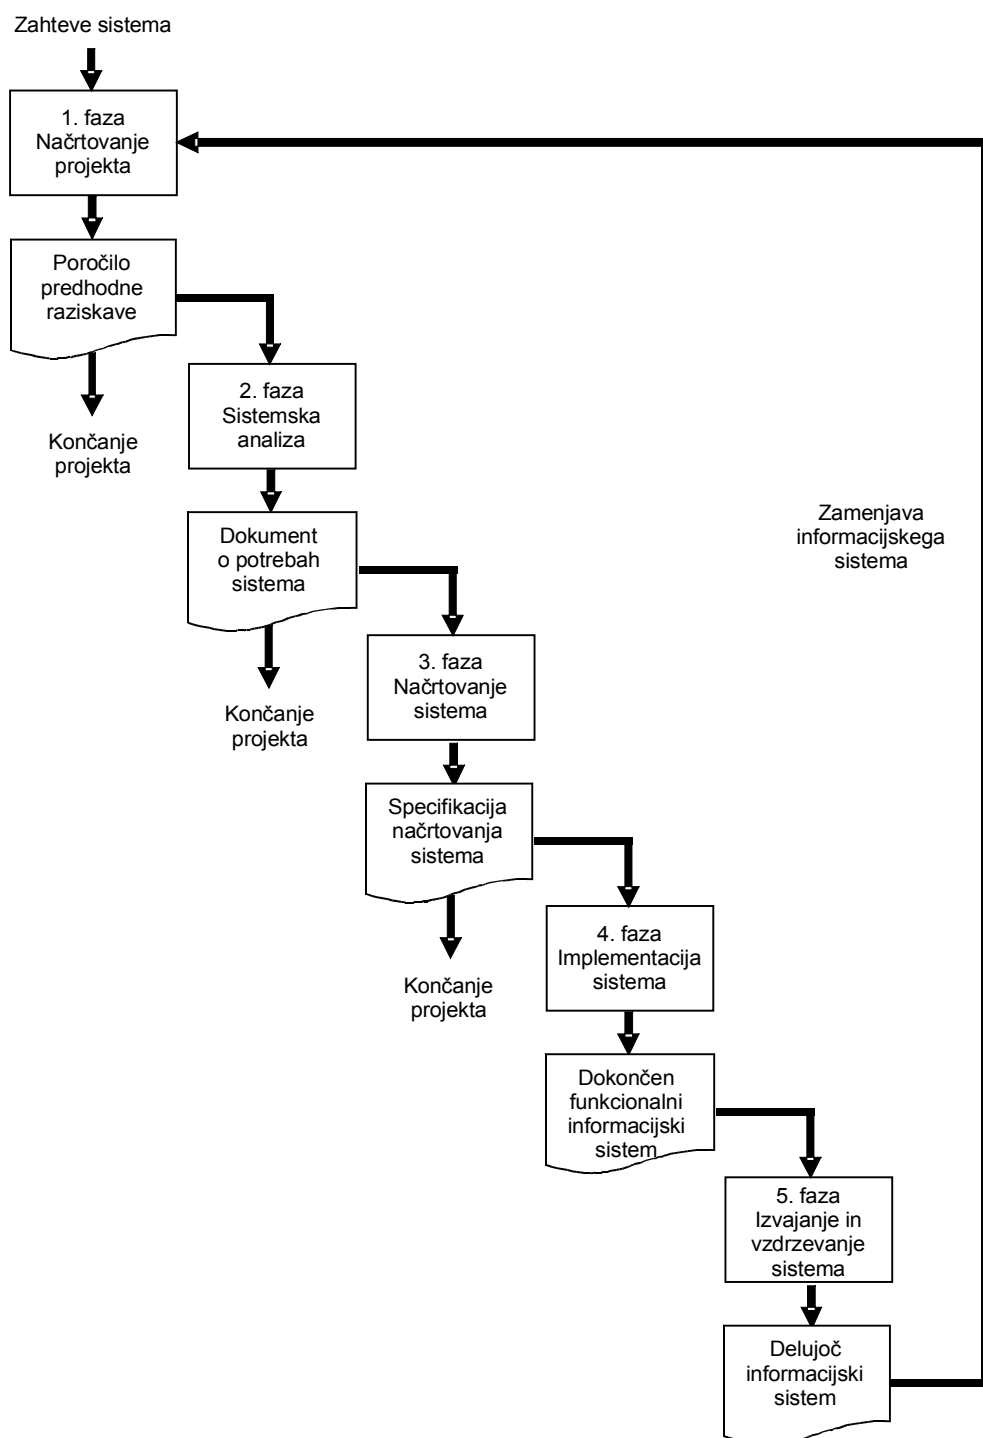 Zahteve sistema
1. faza
Načrtovanje
projekta
Poročilo
predhodne
raziskave
Končanje
projekta
2. faza
Sistemska
analiza
Dokument
o potrebah
sistema
Končanje
projekta
Zamenjava
informacijskega
sistema
3. faza
Načrtovanje
sistema
Specifikacija
načrtovanja
sistema
Končanje
projekta
4. faza
Implementacija
sistema
Dokončen
funkcionalni
informacijski
sistem
5. faza
Izvajanje in
vzdrzevanje
sistema
Delujoč
informacijski
sistem